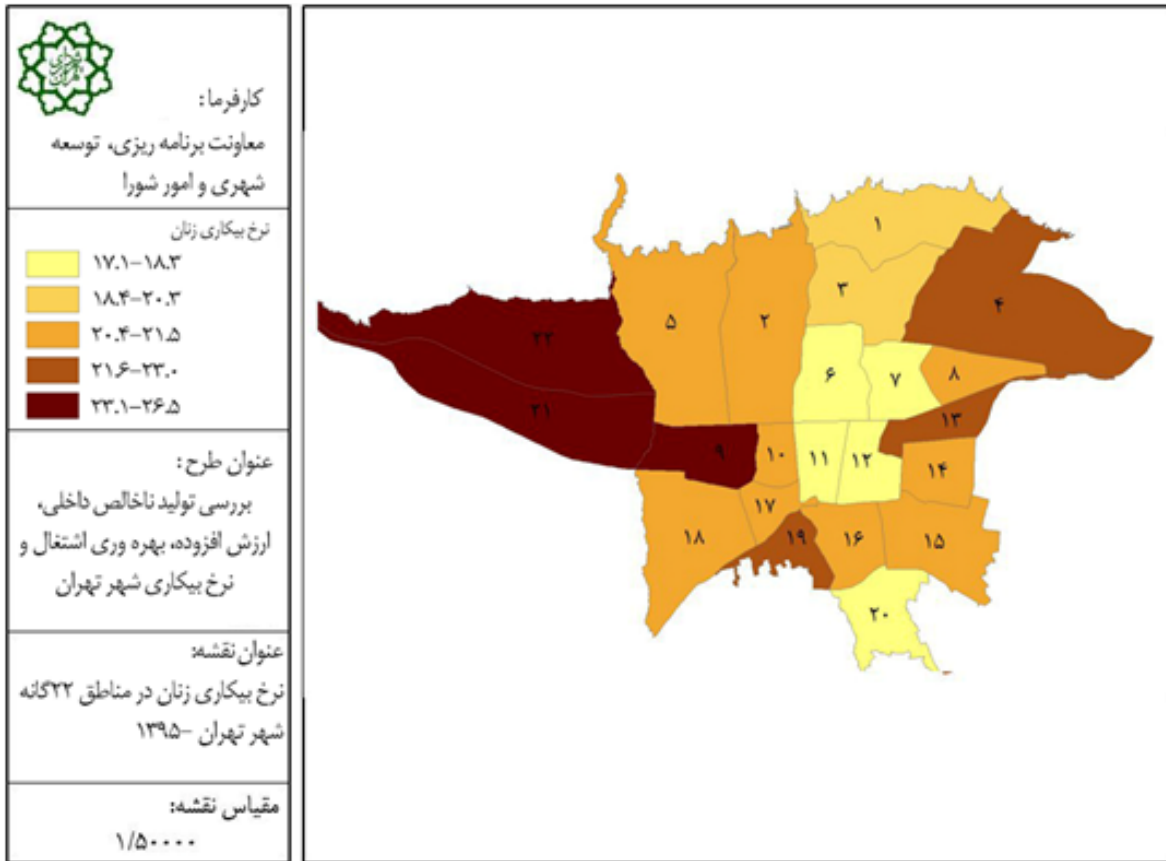 کارفرما:
معاونت برنامه ریزی، توسعه
شهری و امور شورا
نرخ بیکاری زنان
۱۷.۱-۱۸.۳
۱۸.۴-۲۰.۳
۲۰.۴-۲۱.۵
۲۱.۶-۲۳.۰
۲۳.۱-۲۶.۵
عنوان طرح:
بررسی تولید ناخالص داخلی،
ارزش افزوده، بهره وری اشتغال و
نرخ بیکاری شهر تهران
عنوان نقشه:
نرخ بیکاری زنان در مناطق ۲۲گانه
شهر تهران -۱۳۹۵
مقیاس نقشه:
۱/۵۰۰۰۰
۱
۳
۴
۵
۲
۲۲
۶
۷
۸
۲۱
۱۳
۹
۱۰
۱۱
۱۲
۱۴
۱۷
۱۸
۱۹
۱۶
۱۵
۲۰